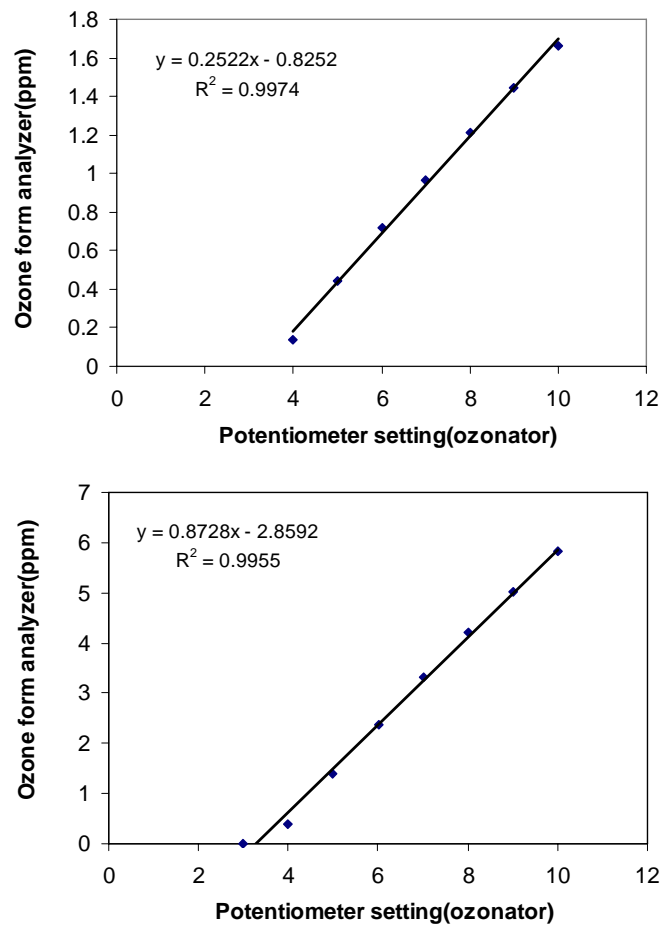 1.8
1.6
1.4
1.2
1
0.8
0.6
0.4
0.2
0
y = 0.2522x - 0.8252
R² = 0.9974
Ozone form analyzer(ppm)
0 2 4 6 8 10 12
Potentiometer setting(ozonator)
7
6
5
4
3
2
1
0
y = 0.8728x - 2.8592
R² = 0.9955
Ozone form analyzer(ppm)
0 2 4 6 8 10 12
Potentiometer setting(ozonator)